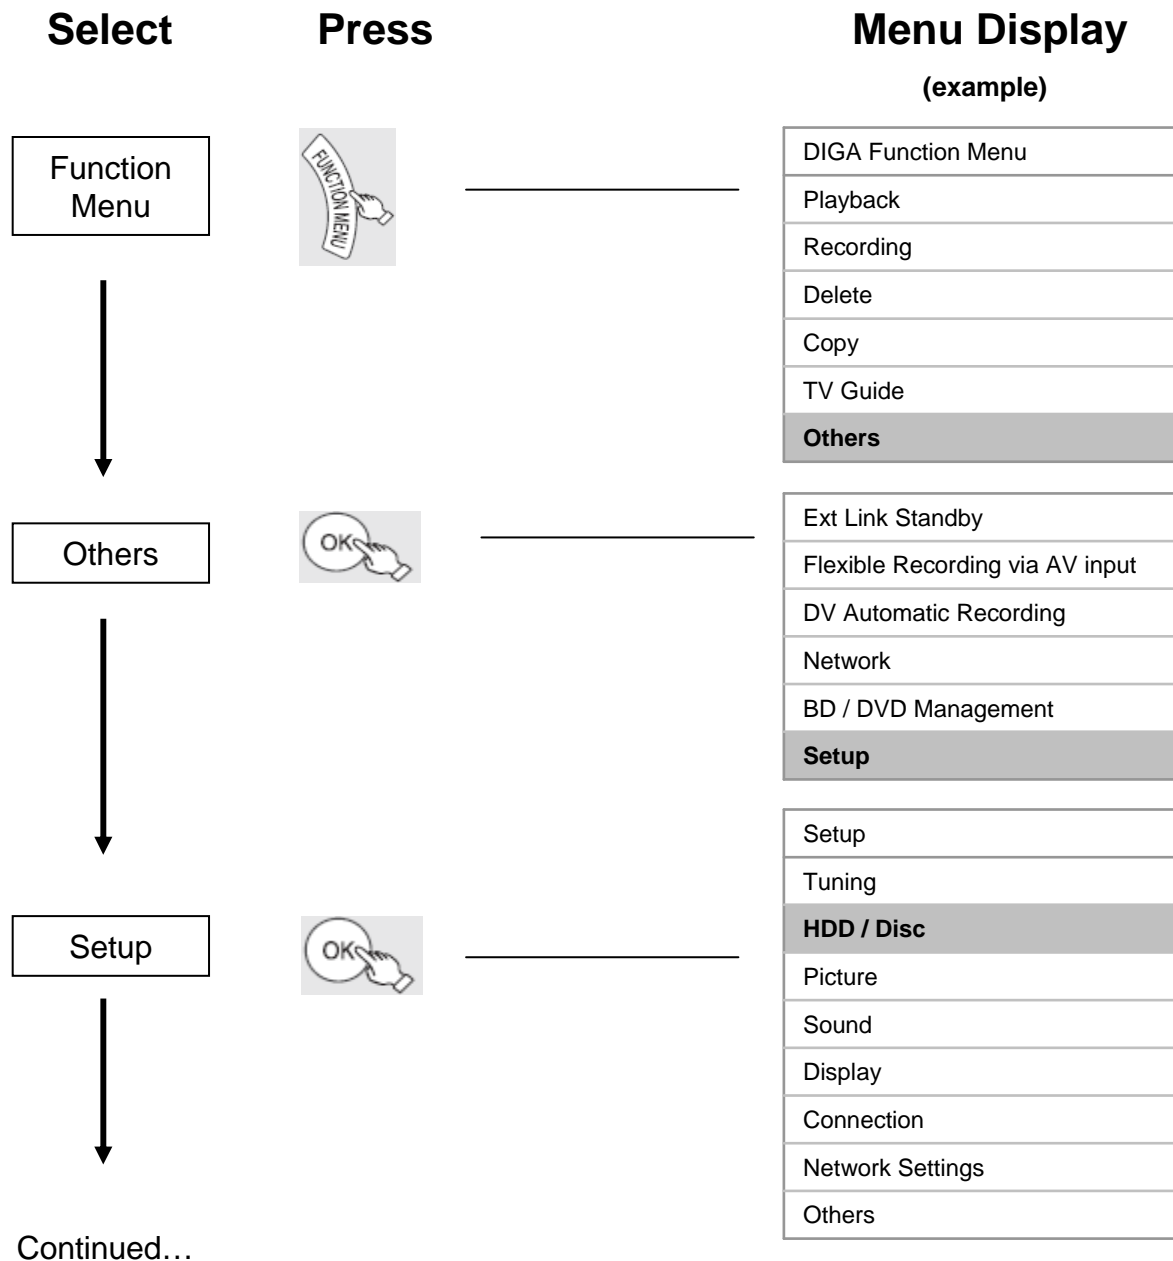 Select Press Menu Display
(example)
Function
Menu
FUNCTION MENU
DIGA Function Menu
Playback
Recording
Delete
Copy
TV Guide
Others
Others
OK
Ext Link Standby
Flexible Recording via AV input
DV Automatic Recording
Network
BD / DVD Management
Setup
Setup
OK
Setup
Tuning
HDD / Disc
Picture
Sound
Display
Connection
Network Settings
Others
Continued…